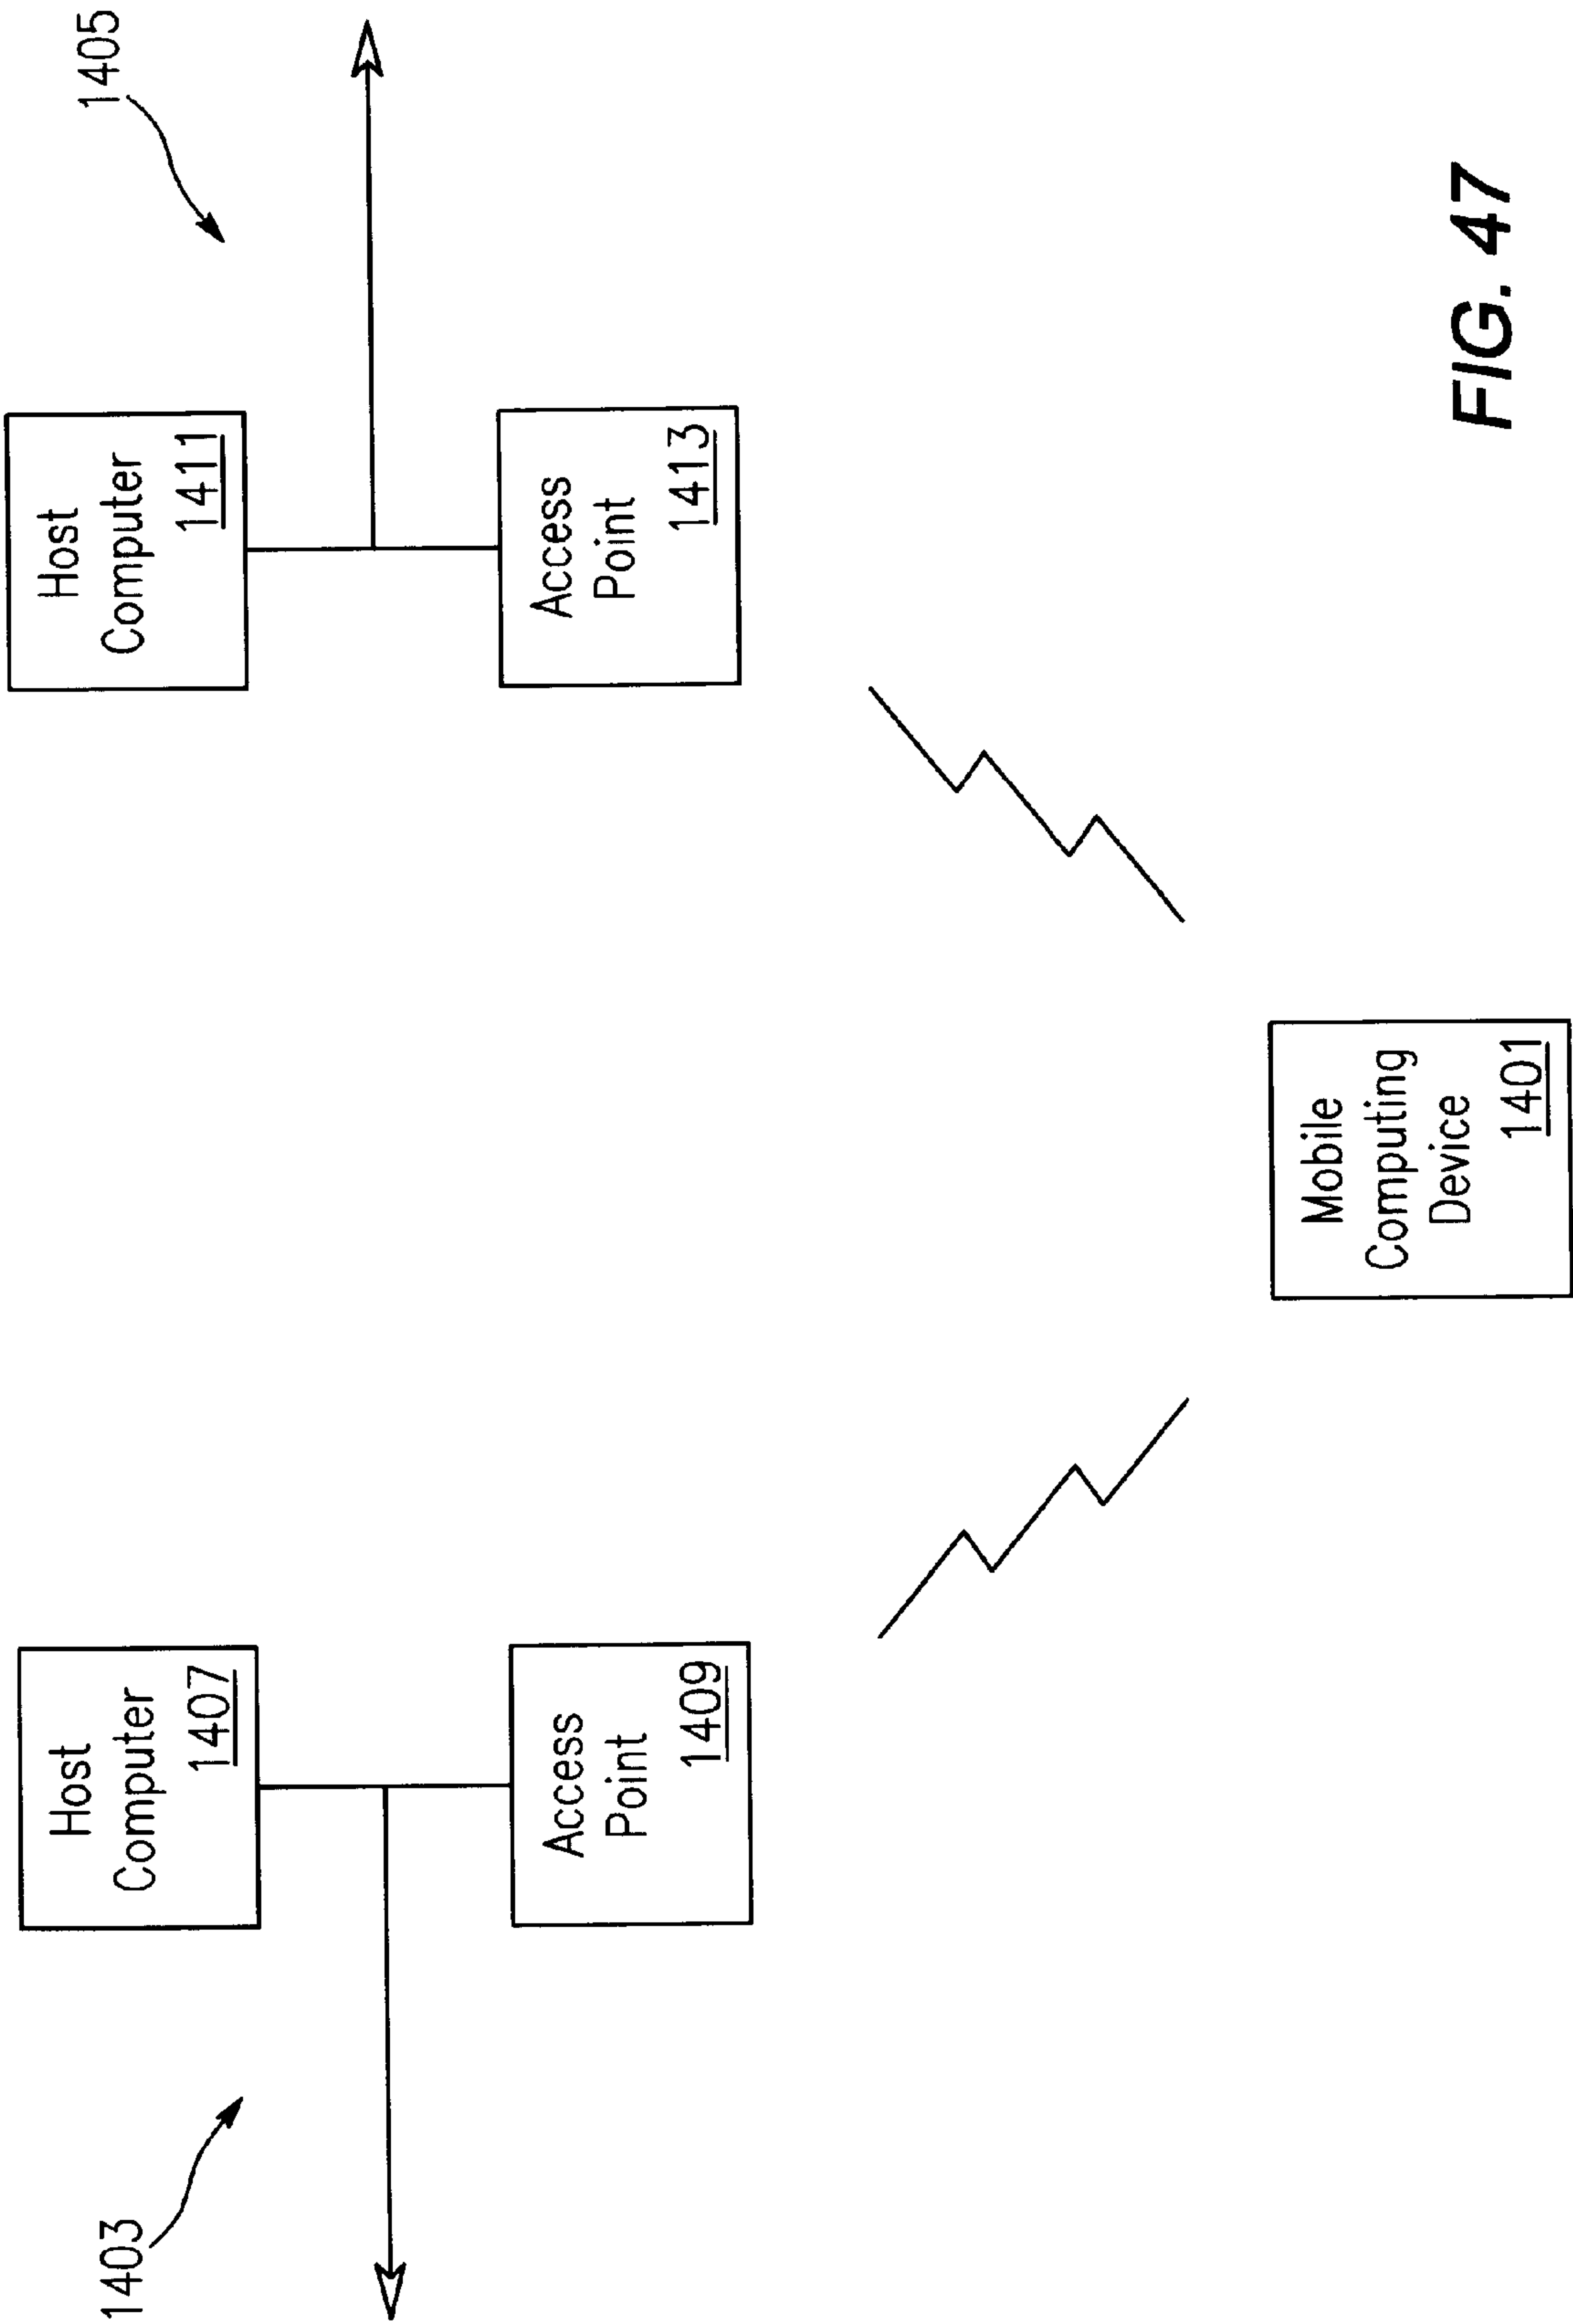 1403
1405
Host
Computer
1407
Host
Computer
1411
Access
Point
1409
Access
Point
1413
Mobile
Computing
Device
1401
FIG. 47